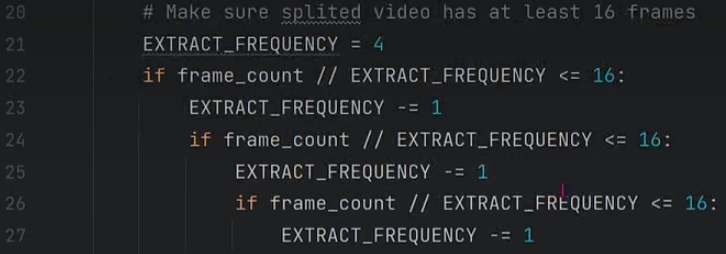 20 # Make sure splited video has at least 16 frames
21 EXTRACT_FREQUENCY = 4
22 if frame_count // EXTRACT_FREQUENCY <= 16:
23 EXTRACT_FREQUENCY -= 1
24 if frame_count // EXTRACT_FREQUENCY <= 16:
25 EXTRACT_FREQUENCY -= 1
26 if frame_count // EXTRACT_FREQUENCY <= 16:
27 EXTRACT_FREQUENCY -= 1